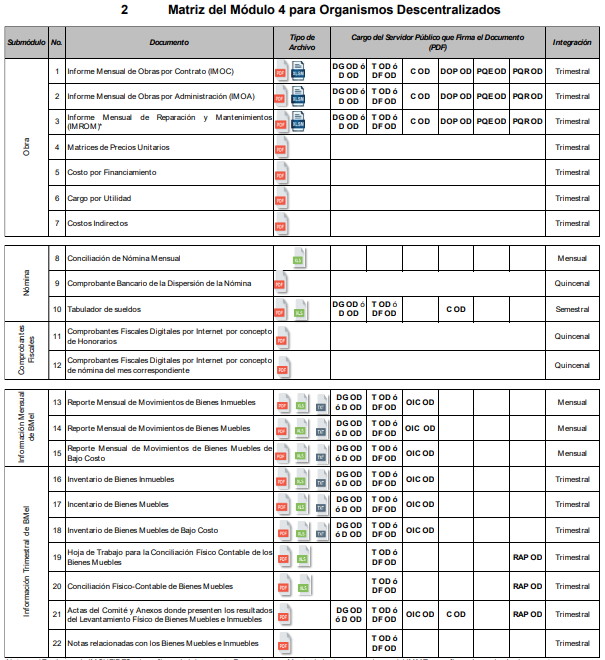 2 Matriz del Módulo 4 para Organismos Descentralizados
Submódulo No. Documento Tipo de Archivo Cargo del Servidor Público que Firma el Documento (PDF) Integración
Obra
1 Informe Mensual de Obras por Contrato (IMOC) PDF XLSM DG OD ó D OD T OD ó DF OD C OD DOP OD PQE OD PQR OD Trimestral
2 Informe Mensual de Obras por Administración (IMOA) PDF XLSM DG OD ó D OD T OD ó DF OD C OD DOP OD PQE OD PQR OD Trimestral
3 Informe Mensual de Reparación y Mantenimientos (IMROM)* PDF XLSM DG OD ó D OD T OD ó DF OD C OD DOP OD PQE OD PQR OD Trimestral
4 Matrices de Precios Unitarios PDF Trimestral
5 Costo por Financiamiento PDF Trimestral
6 Cargo por Utilidad PDF Trimestral
7 Costos Indirectos PDF Trimestral
Nómina
8 Conciliación de Nómina Mensual XLS Mensual
9 Comprobante Bancario de la Dispersión de la Nómina PDF Quincenal
10 Tabulador de sueldos PDF XLS DG OD ó D OD T OD ó DF OD C OD Semestral
Comprobantes Fiscales
11 Comprobantes Fiscales Digitales por Internet por concepto de Honorarios PDF Quincenal
12 Comprobantes Fiscales Digitales por Internet por concepto de nómina del mes correspondiente PDF Quincenal
Información Mensual de BMeI
13 Reporte Mensual de Movimientos de Bienes Inmuebles PDF XLS TXT DG OD ó D OD T OD ó DF OD OIC OD Mensual
14 Reporte Mensual de Movimientos de Bienes Muebles PDF XLS TXT DG OD ó D OD T OD ó DF OD OIC OD Mensual
15 Reporte Mensual de Movimientos de Bienes Muebles de Bajo Costo PDF XLS TXT DG OD ó D OD T OD ó DF OD OIC OD Mensual
Información Trimestral de BMeI
16 Inventario de Bienes Inmuebles PDF XLS TXT DG OD ó D OD T OD ó DF OD OIC OD Trimestral
17 Incentario de Bienes Muebles PDF XLS TXT DG OD ó D OD T OD ó DF OD OIC OD Trimestral
18 Inventario de Bienes Muebles de Bajo Costo PDF XLS TXT DG OD ó D OD T OD ó DF OD OIC OD Trimestral
19 Hoja de Trabajo para la Conciliación Físico Contable de los Bienes Muebles PDF XLS T OD ó DF OD RAP OD Trimestral
20 Conciliación Físico-Contable de Bienes Muebles PDF XLS T OD ó DF OD RAP OD Trimestral
21 Actas del Comité y Anexos donde presenten los resultados del Levantamiento Físico de Bienes Muebles e Inmuebles PDF DG OD ó D OD T OD ó DF OD OIC OD C OD RAP OD Trimestral
22 Notas relacionadas con los Bienes Muebles e Inmuebles PDF T OD ó DF OD Trimestral